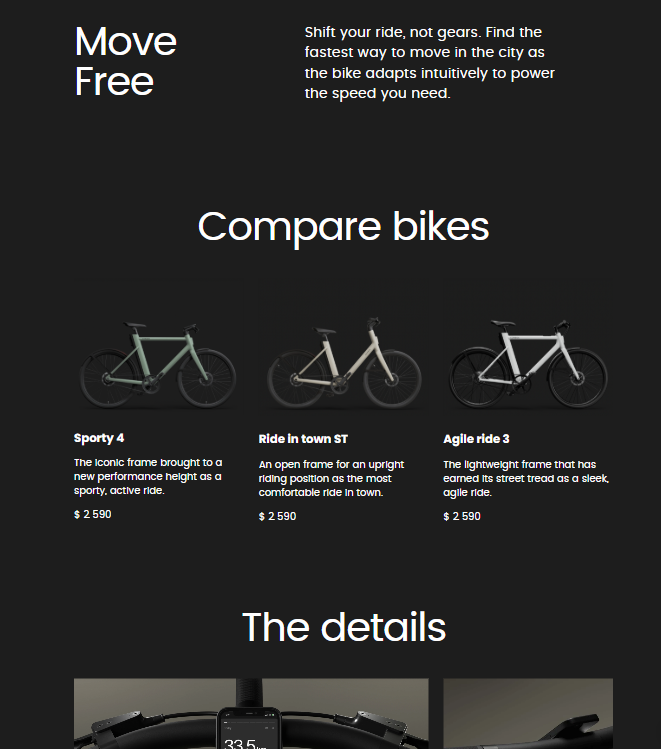 Move
Free
Shift your ride, not gears. Find the
fastest way to move in the city as
the bike adapts intuitively to power
the speed you need.
Compare bikes
Sporty 4
The iconic frame brought to a
new performance height as a
sporty, active ride.
$ 2 590
Ride in town ST
An open frame for an upright
riding position as the most
comfortable ride in town.
$ 2 590
Agile ride 3
The lightweight frame that has
earned its street tread as a sleek,
agile ride.
$ 2 590
The details
33.5